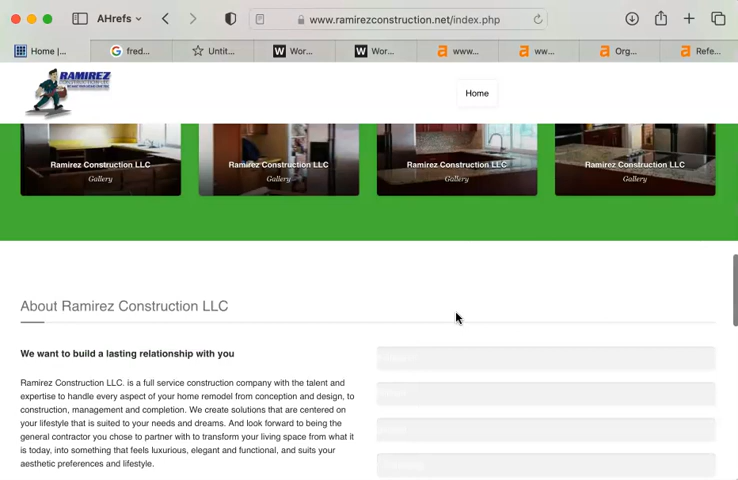 AHrefs
www.ramirezconstruction.net/index.php
Home |...
fred...
Untit...
Wor...
Wor...
www...
ww...
Org...
Refe...
RAMIREZ
Home
Ramirez Construction LLC
Gallery
Ramirez Construction LLC
Gallery
Ramirez Construction LLC
Gallery
Ramirez Construction LLC
Gallery
About Ramirez Construction LLC
We want to build a lasting relationship with you
Ramirez Construction LLC. is a full service construction company with the talent and
expertise to handle every aspect of your home remodel from conception and design, to
construction, management and completion. We create solutions that are centered on
your lifestyle that is suited to your needs and dreams. And look forward to being the
general contractor you chose to partner with to transform your living space from what it
is today, into something that feels luxurious, elegant and functional, and suits your
aesthetic preferences and lifestyle.